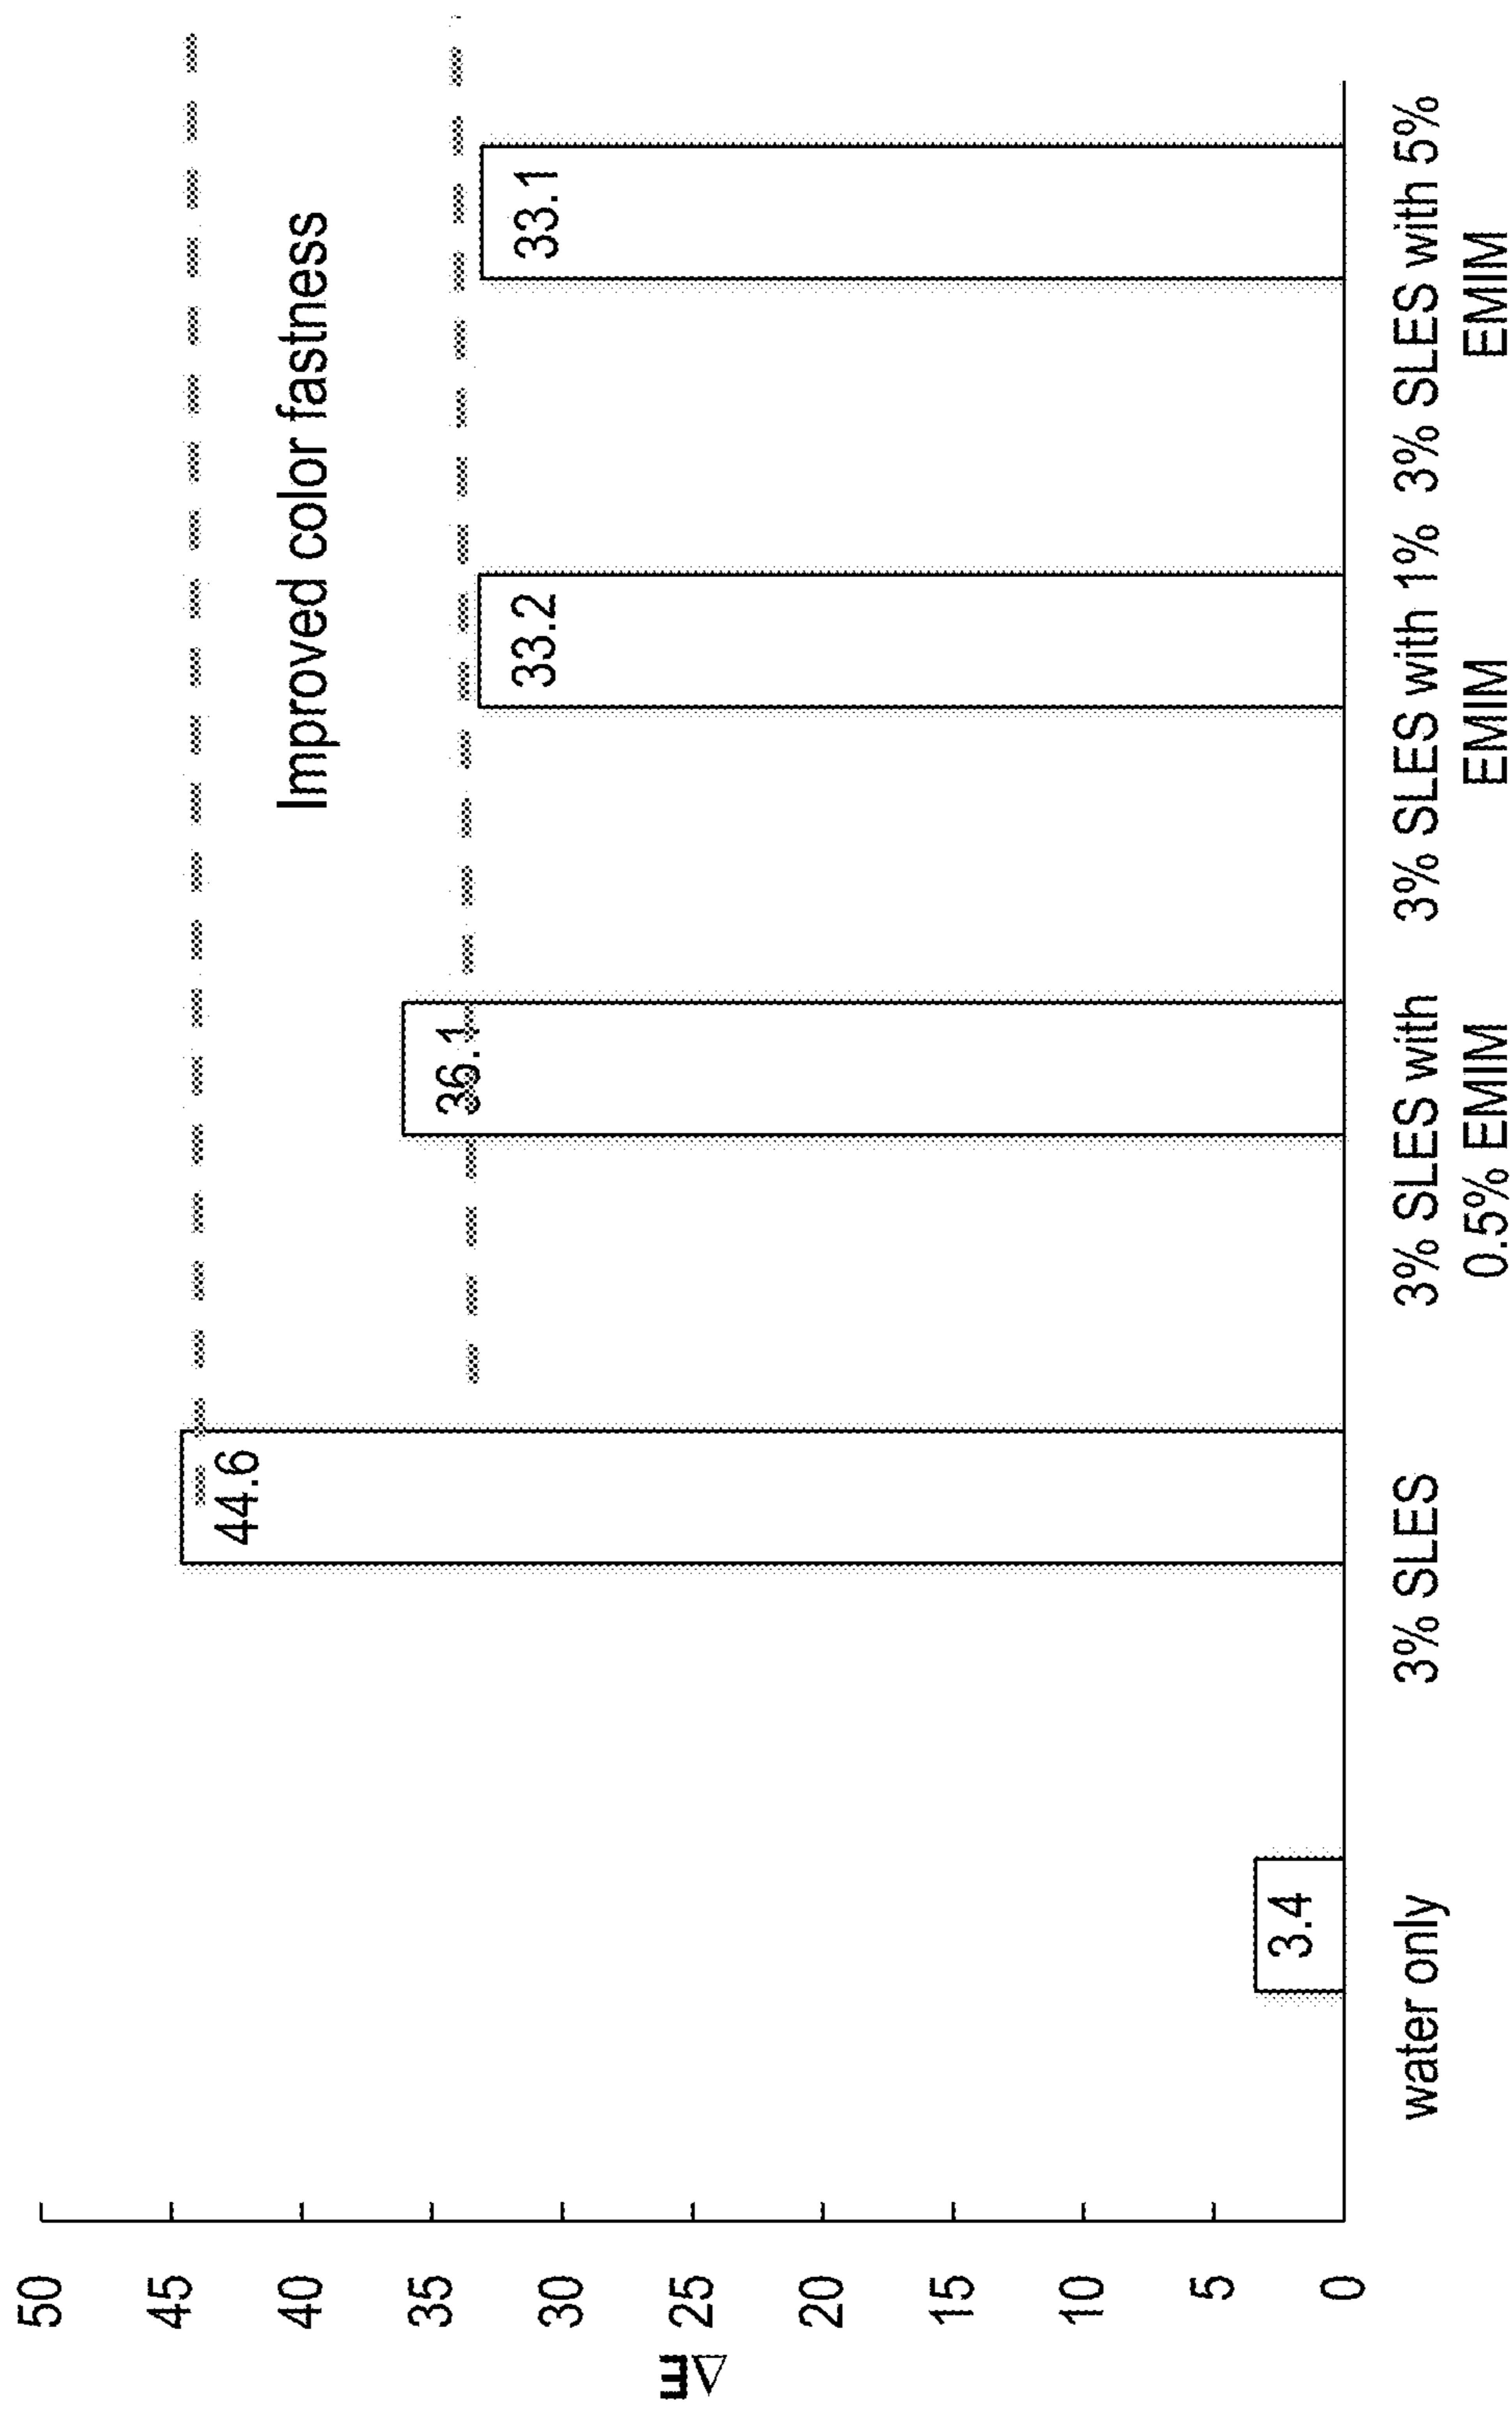 ΔE
50
45
40
35
30
25
20
15
10
5
0
Improved color fastness
3.4
44.6
36.1
33.2
33.1
water only
3% SLES
3% SLES with
0.5% EMIM
3% SLES with 1%
EMIM
3% SLES with 5%
EMIM